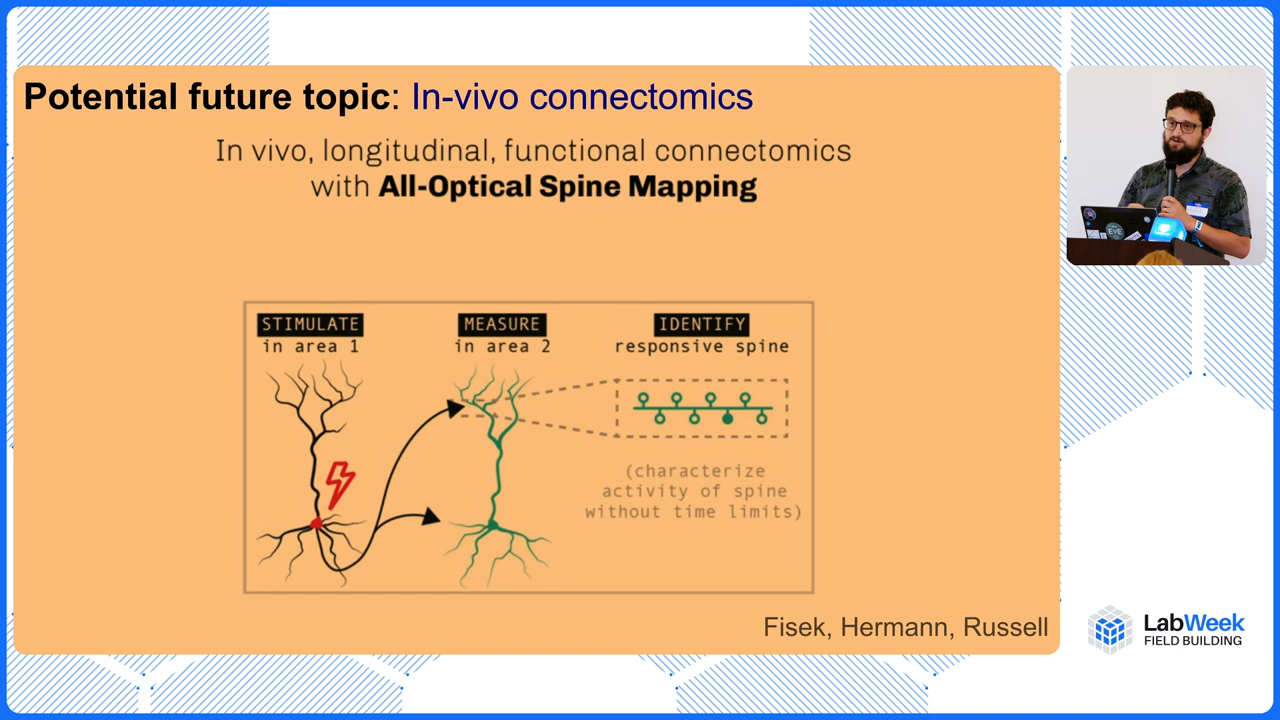 Potential future topic: In-vivo connectomics
In vivo, longitudinal, functional connectomics
with All-Optical Spine Mapping
STIMULATE
in area 1
MEASURE
in area 2
IDENTIFY
responsive spine
(characterize
activity of spine
without time limits)
Fisek, Hermann, Russell
EVE
LabWeek
FIELD BUILDING